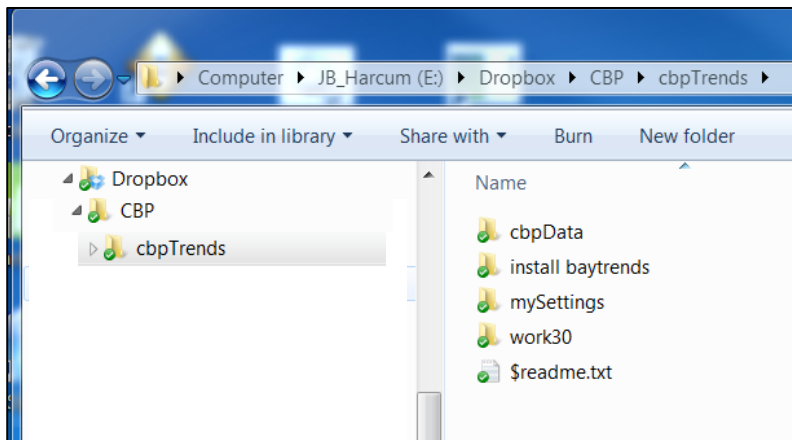 Computer JB_Harcum (E:) Dropbox CBP cbpTrends
Organize Include in library Share with Burn New folder
Dropbox
CBP
cbpTrends
Name
cbpData
install baytrends
mySettings
work30
$readme.txt